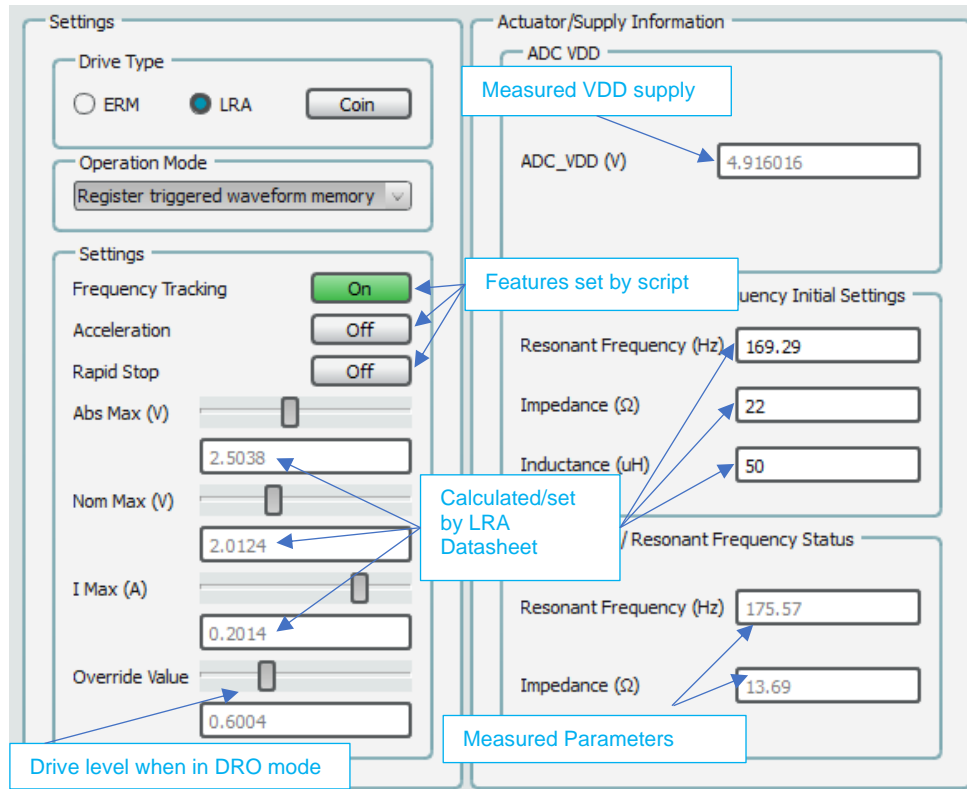 Settings
Drive Type
ERM
LRA
Coin
Operation Mode
Register triggered waveform memory
Settings
Frequency Tracking
On
Acceleration
Off
Rapid Stop
Off
Abs Max (V)
2.5038
Nom Max (V)
2.0124
I Max (A)
0.2014
Override Value
0.6004
Drive level when in DRO mode
Actuator/Supply Information
ADC VDD
Measured VDD supply
ADC_VDD (V)
4.916016
Features set by script
uency Initial Settings
Resonant Frequency (Hz)
169.29
Impedance (Ω)
22
Inductance (uH)
50
Calculated/set
by LRA
Datasheet
/ Resonant Frequency Status
Resonant Frequency (Hz)
175.57
Impedance (Ω)
13.69
Measured Parameters